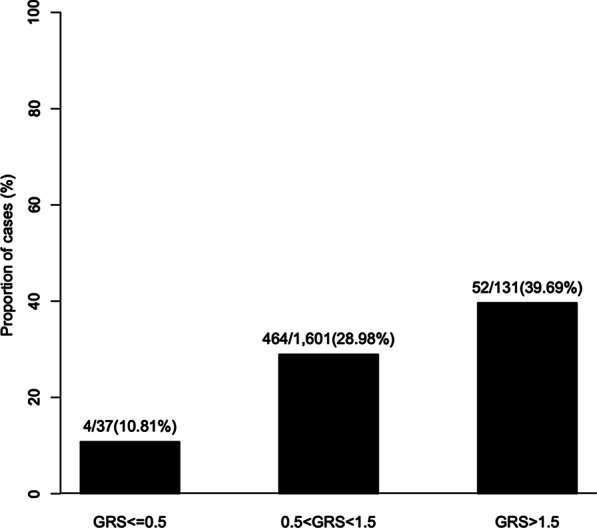 Proportion of cases (%)
100
80
60
40
20
0
4/37(10.81%)
464/1,601(28.98%)
52/131(39.69%)
GRS<=0.5
0.5<GRS<1.5
GRS>1.5